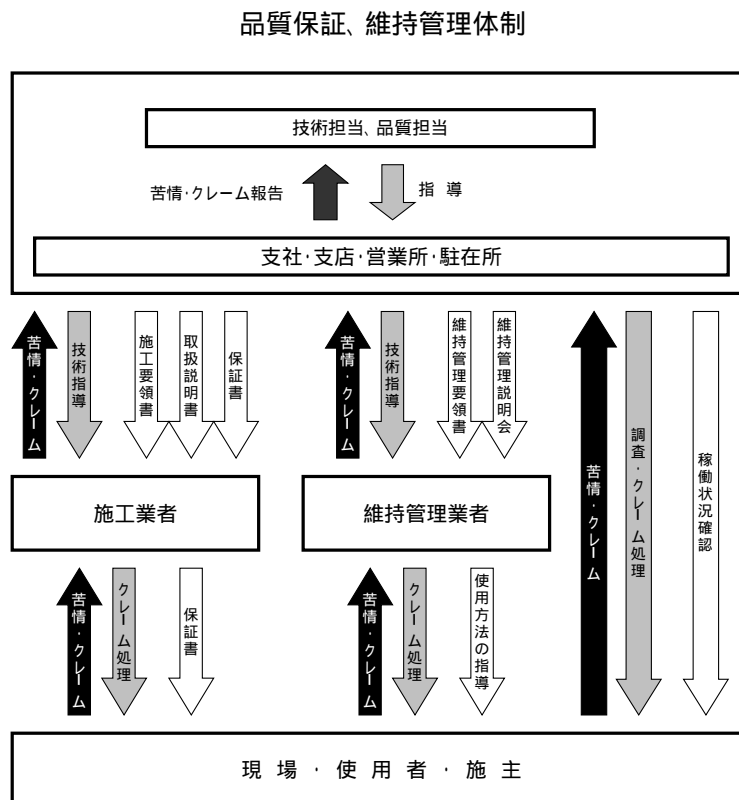 品質保証、維持管理体制
技術担当、品質担当
苦情･クレーム報告
指 導
支社･支店･営業所･駐在所
苦情・クレーム
技術指導
施工要領書
取扱説明書
保証書
苦情・クレーム
技術指導
維持管理要領書
維持管理説明会
苦情・クレーム
調査・クレーム処理
稼働状況確認
施工業者
維持管理業者
苦情・クレーム
クレーム処理
保証書
苦情・クレーム
クレーム処理
使用方法の指導
現 場 ・ 使 用 者 ・ 施 主